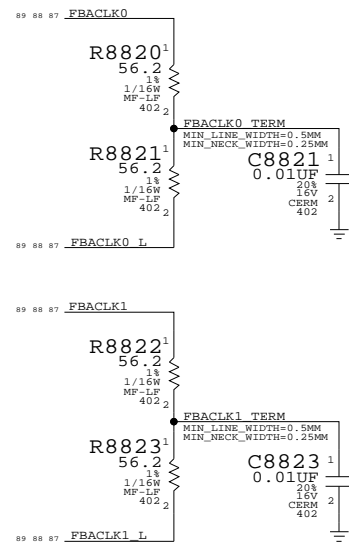 89 88 87 FBACLK0
R8820 1
56.2
1%
1/16W
MF-LF
402 2
FBACLK0_TERM
MIN_LINE_WIDTH=0.5MM
MIN_NECK_WIDTH=0.25MM
R8821 1
56.2
1%
1/16W
MF-LF
402 2
C8821 1
0.01UF
20%
16V 2
CERM
402
89 88 87 FBACLK0_L
89 88 87 FBACLK1
R8822 1
56.2
1%
1/16W
MF-LF
402 2
FBACLK1_TERM
MIN_LINE_WIDTH=0.5MM
MIN_NECK_WIDTH=0.25MM
R8823 1
56.2
1%
1/16W
MF-LF
402 2
C8823 1
0.01UF
20%
16V 2
CERM
402
89 88 87 FBACLK1_L